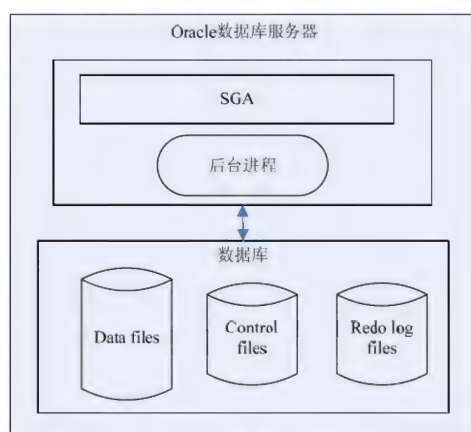 Oracle数据库服务器
SGA
后台进程
数据库
Data files
Control
files
Redo log
files